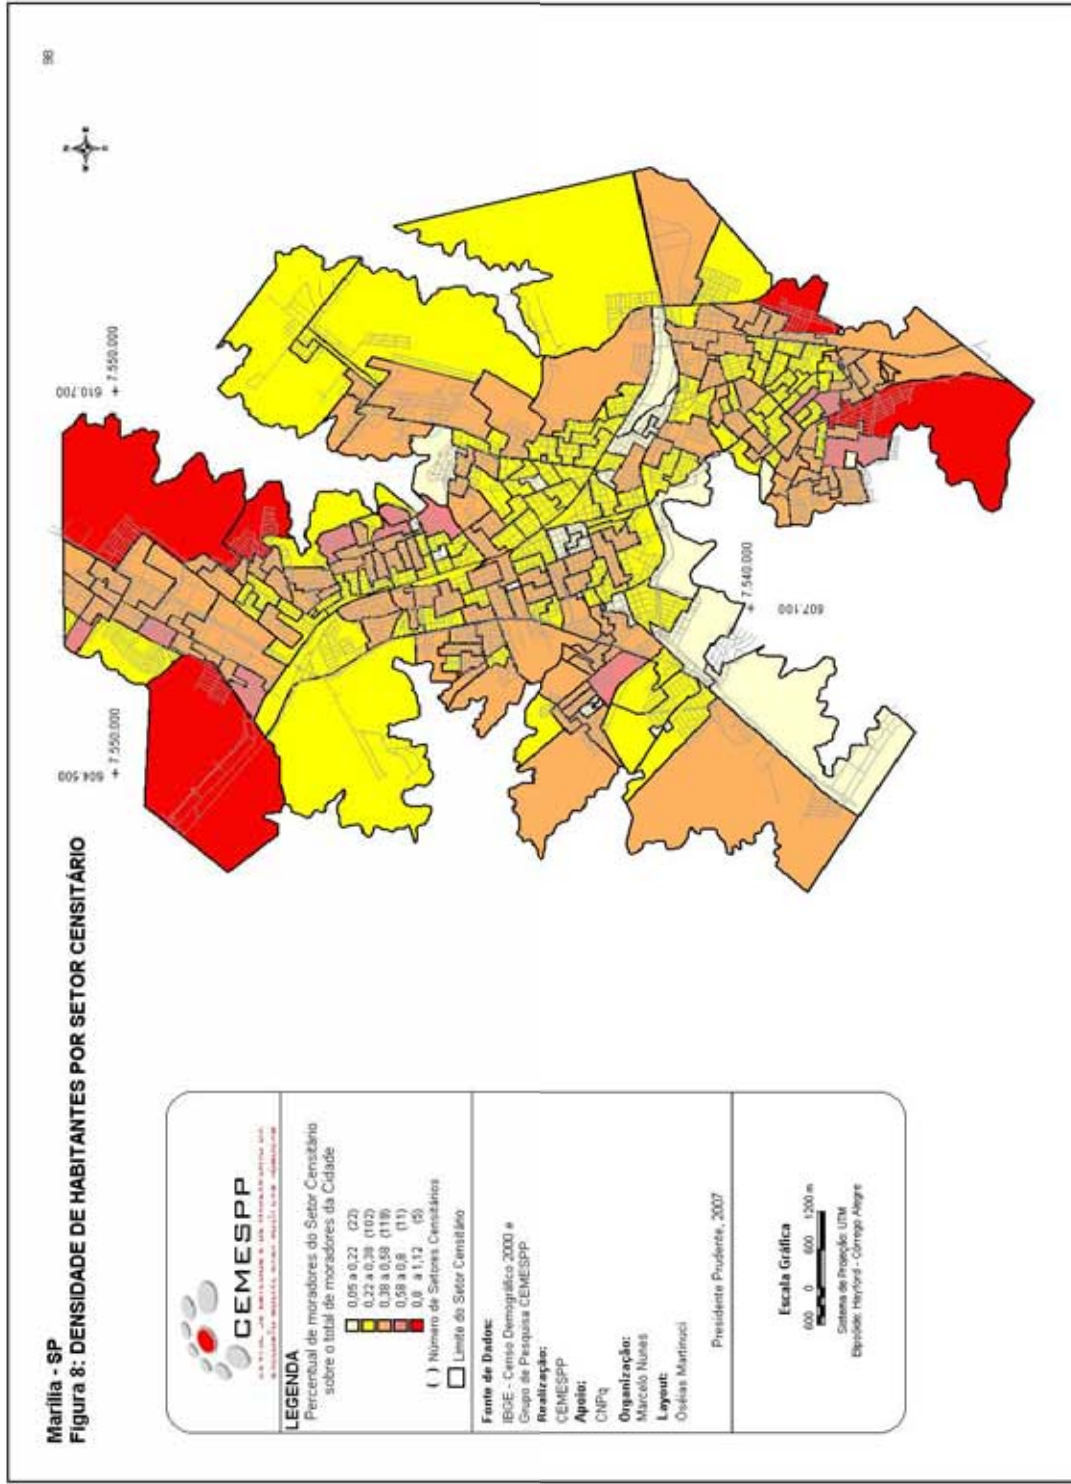 98
Marília - SP
Figura 8: DENSIDADE DE HABITANTES POR SETOR CENSITÁRIO
N
E
S
W
604.500
+ 7.550.000
610.700
+ 7.550.000
+ 7.540.000
607.100
CEMESPP
LEGENDA
Percentual de moradores do Setor Censitário
sobre o total de moradores da Cidade
0,05 a 0,22 (22)
0,22 a 0,38 (102)
0,38 a 0,58 (118)
0,58 a 0,8 (11)
0,8 a 1,12 (5)
( ) Número de Setores Censitários
Limite do Setor Censitário
Fonte de Dados:
IBGE - Censo Demográfico 2000 e
Grupo de Pesquisa CEMESPP
Realização:
CEMESPP
Apoio:
CNPq
Organização:
Marcelo Nunes
Layout:
Oséias Martinuci
Presidente Prudente, 2007
Escala Gráfica
600 0 600 1200 m
Sistema de Projeção: UTM
Elipsóide: Hayford - Córrego Alegre